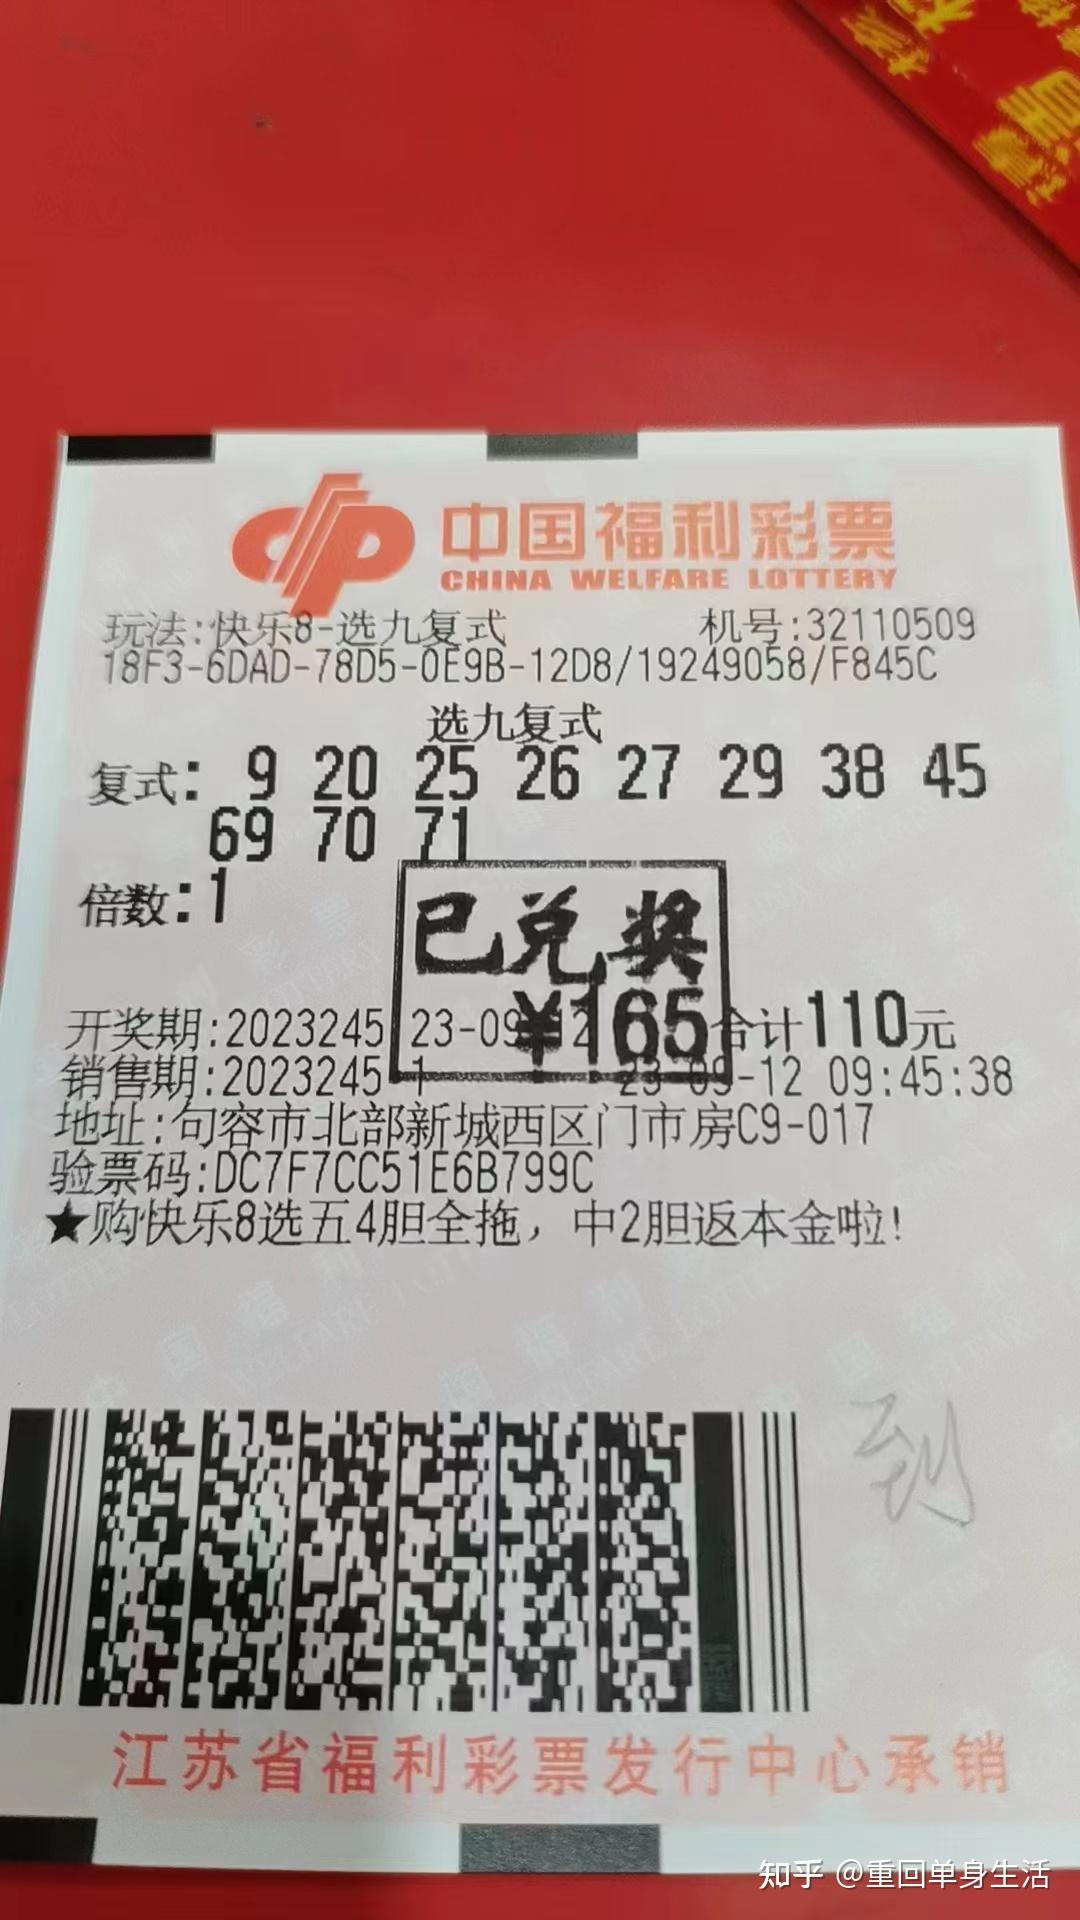 中国福利彩票
CHINA WELFARE LOTTERY
玩法:快乐8-选九复式 机号:32110509
18F3-6DAD-78D5-0E9B-12D8/19249058/F845C
选九复式
复式: 9 20 25 26 27 29 38 45
69 70 71
倍数:1
已兑奖
¥165
开奖期:2023245 23-09-12 合计110元
销售期:2023245-1 23-09-12 09:45:38
地址:句容市北部新城西区门市房C9-017
验票码:DC7F7CC51E6B799C
★购快乐8选五4胆全拖，中2胆返本金啦!
到
江苏省福利彩票发行中心承销
知乎 @重回单身生活